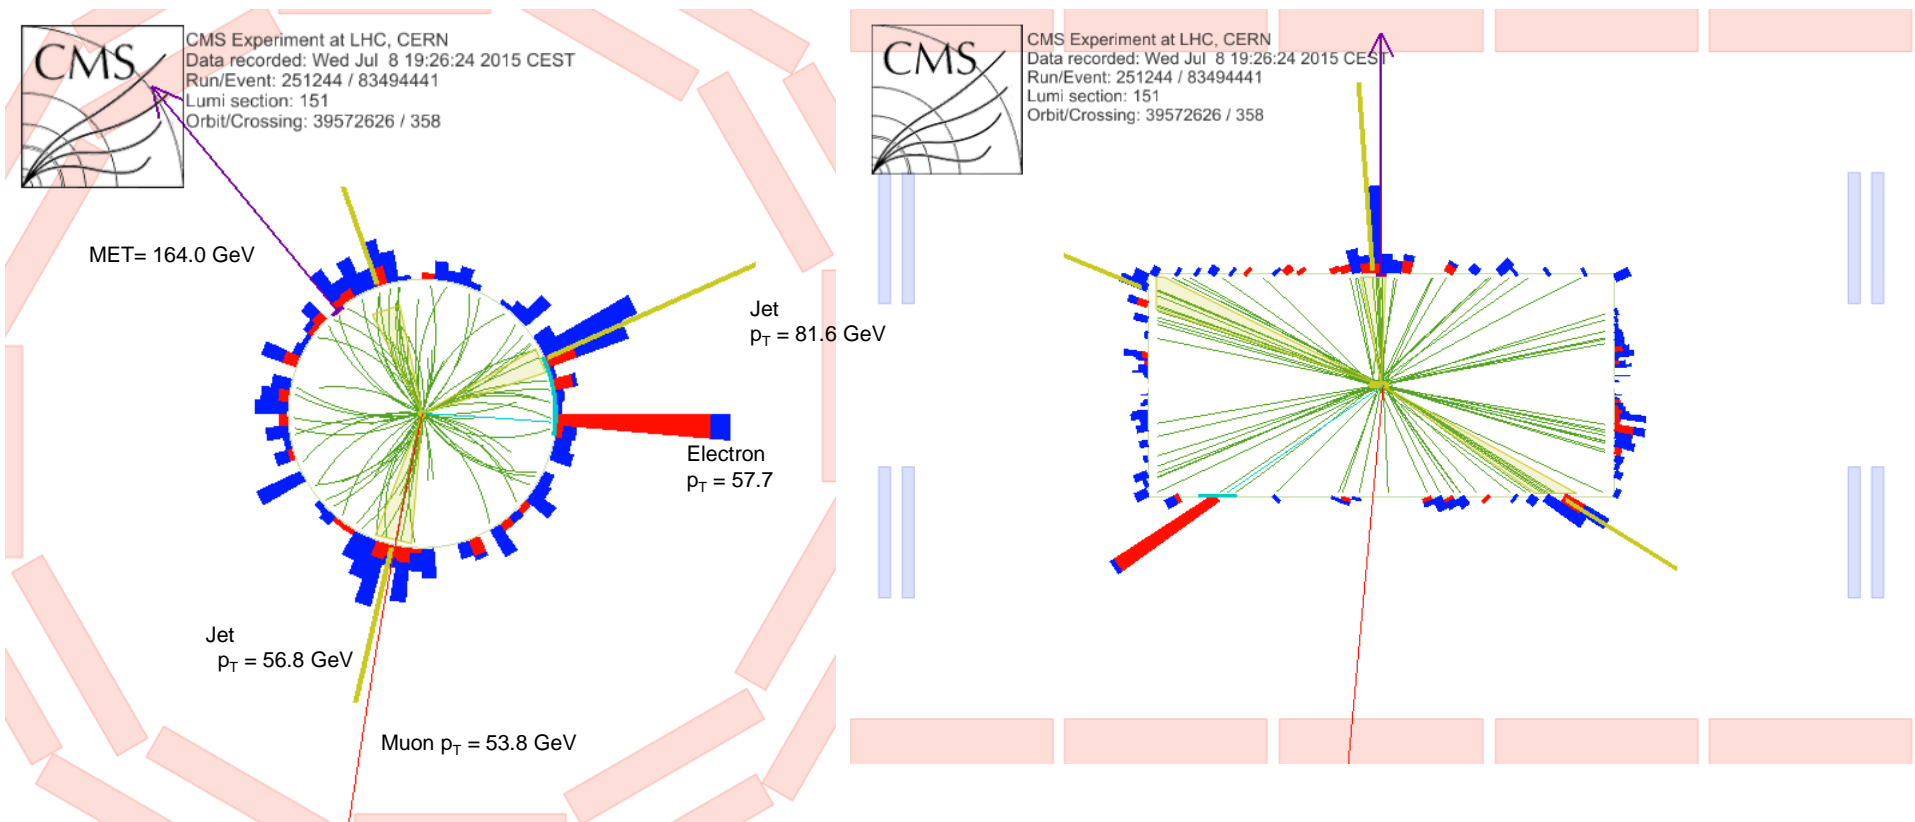 CMS
CMS Experiment at LHC, CERN
Data recorded: Wed Jul 8 19:26:24 2015 CEST
Run/Event: 251244 / 83494441
Lumi section: 151
Orbit/Crossing: 39572626 / 358
MET= 164.0 GeV
Jet
pT = 81.6 GeV
Electron
pT = 57.7
Jet
pT = 56.8 GeV
Muon pT = 53.8 GeV
CMS
CMS Experiment at LHC, CERN
Data recorded: Wed Jul 8 19:26:24 2015 CEST
Run/Event: 251244 / 83494441
Lumi section: 151
Orbit/Crossing: 39572626 / 358